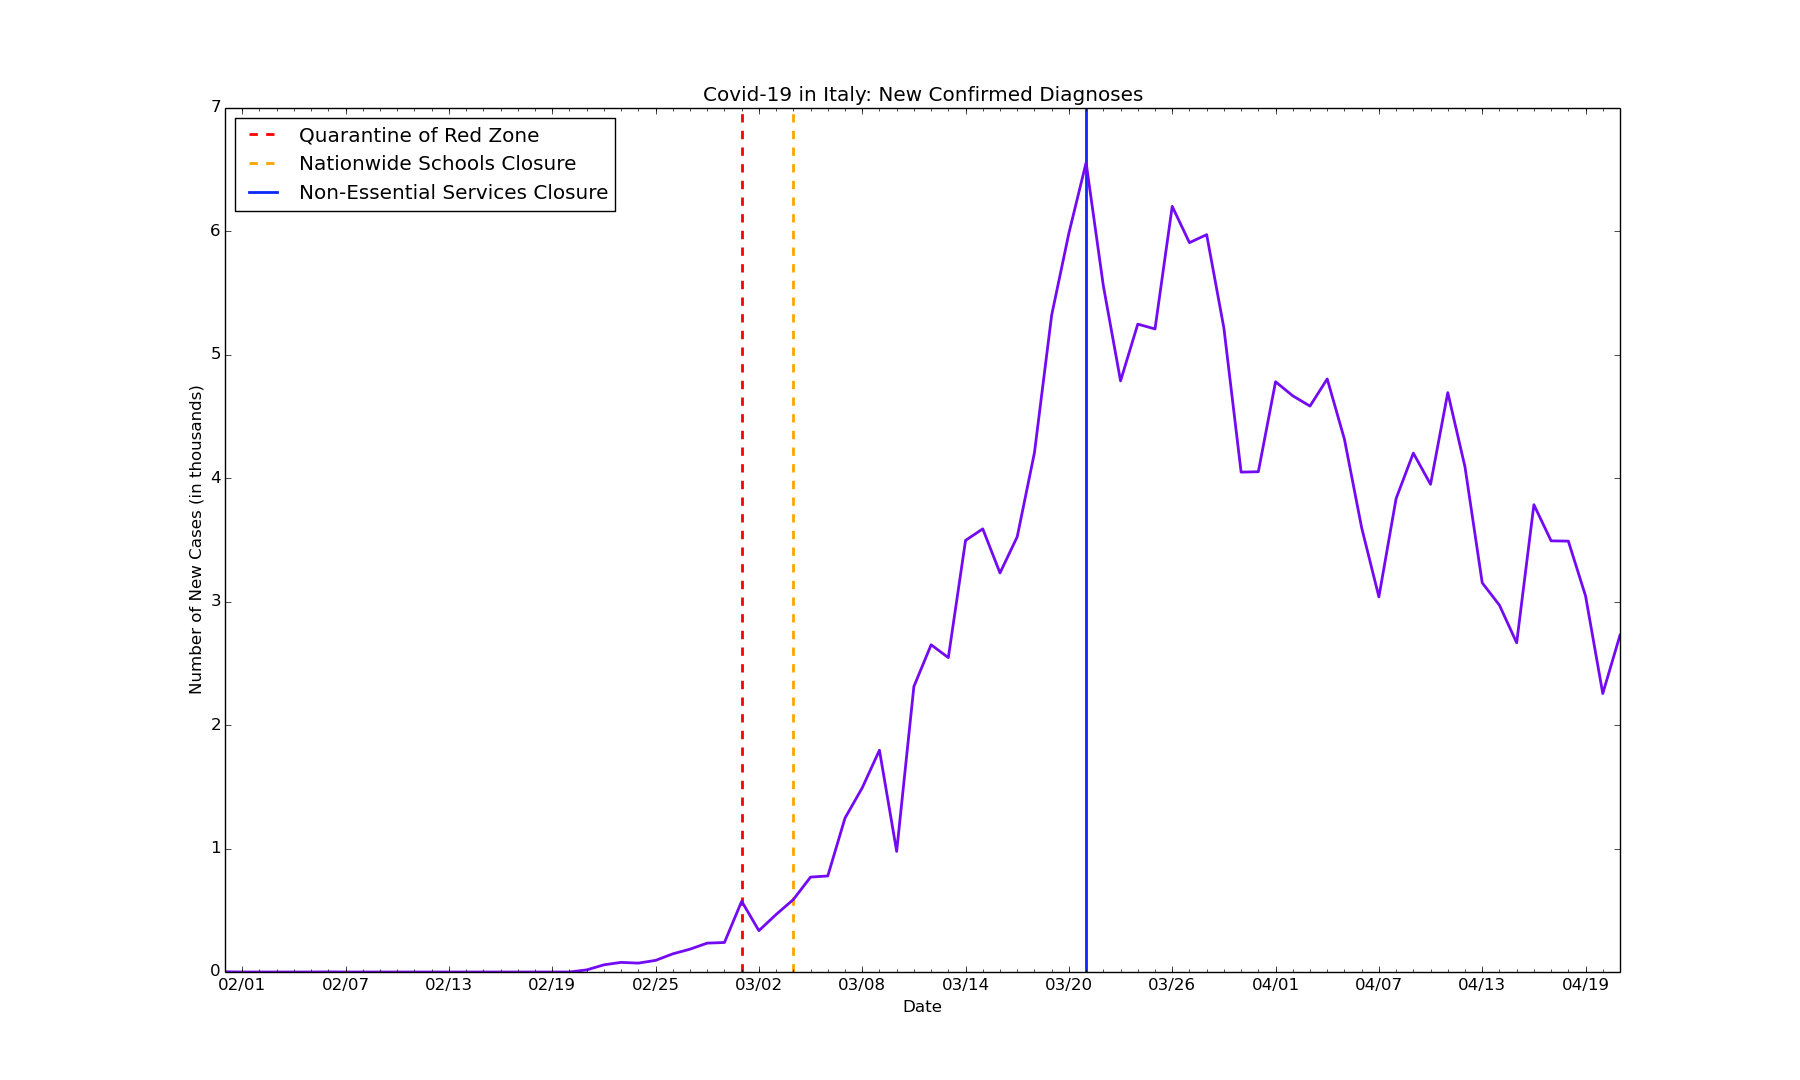 Covid-19 in Italy: New Confirmed Diagnoses
7
6
5
4
3
2
1
0
Number of New Cases (in thousands)
Quarantine of Red Zone
Nationwide Schools Closure
Non-Essential Services Closure
02/01 02/07 02/13 02/19 02/25 03/02 03/08 03/14 03/20 03/26 04/01 04/07 04/13 04/19
Date